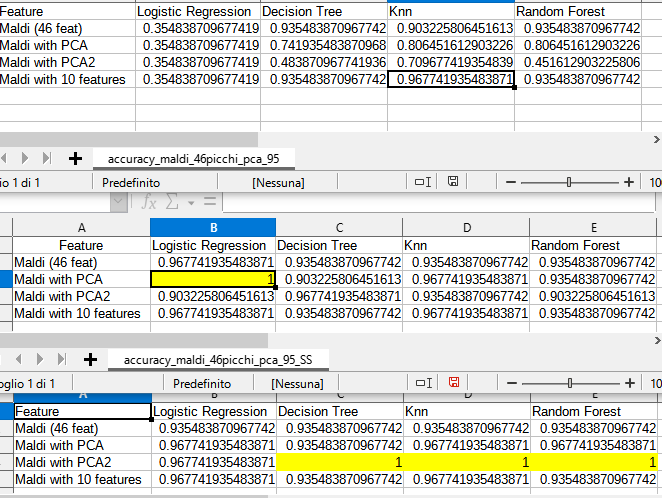 Feature Logistic Regression Decision Tree Knn Random Forest
Maldi (46 feat) 0.354838709677419 0.935483870967742 0.903225806451613 0.935483870967742
Maldi with PCA 0.354838709677419 0.741935483870968 0.806451612903226 0.806451612903226
Maldi with PCA2 0.354838709677419 0.483870967741936 0.709677419354839 0.451612903225806
Maldi with 10 features 0.354838709677419 0.935483870967742 0.967741935483871 0.935483870967742
accuracy_maldi_46picchi_pca_95
io 1 di 1 Predefinito [Nessuna] 10
fx Σ =
A B C D E
Feature Logistic Regression Decision Tree Knn Random Forest
Maldi (46 feat) 0.967741935483871 0.935483870967742 0.935483870967742 0.935483870967742
Maldi with PCA 1 0.903225806451613 0.967741935483871 0.935483870967742
Maldi with PCA2 0.903225806451613 0.967741935483871 0.935483870967742 0.903225806451613
Maldi with 10 features 0.967741935483871 0.935483870967742 0.967741935483871 0.935483870967742
accuracy_maldi_46picchi_pca_95_SS
oglio 1 di 1 Predefinito [Nessuna] 10
A B C D E
Feature Logistic Regression Decision Tree Knn Random Forest
Maldi (46 feat) 0.935483870967742 0.935483870967742 0.935483870967742 0.935483870967742
Maldi with PCA 0.967741935483871 0.935483870967742 0.967741935483871 0.967741935483871
Maldi with PCA2 0.967741935483871 1 1 1
Maldi with 10 features 0.967741935483871 0.935483870967742 0.967741935483871 0.935483870967742